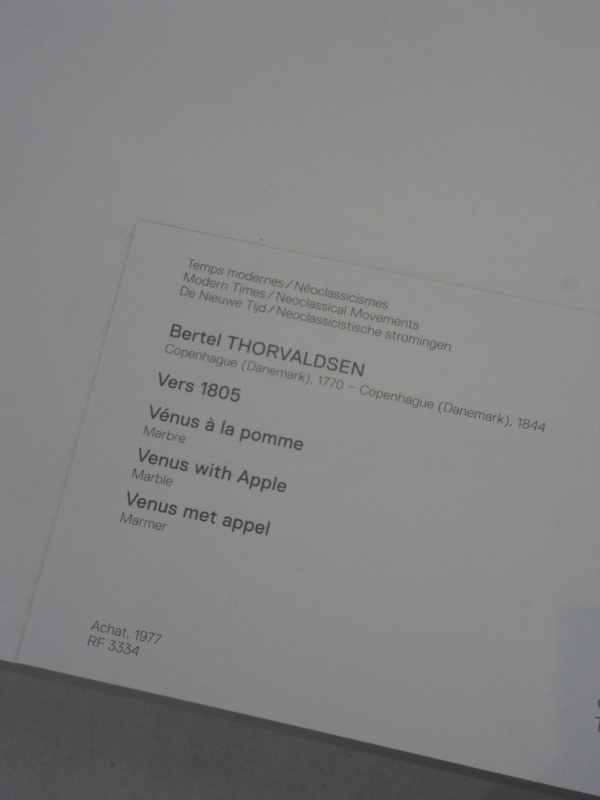 Temps modernes / Néoclassicismes
Modern Times / Neoclassical Movements
De Nieuwe Tijd / Neoclassicistische stromingen
Bertel THORVALDSEN
Copenhague (Danemark), 1770 – Copenhague (Danemark), 1844
Vers 1805
Vénus à la pomme
Marbre
Venus with Apple
Marble
Venus met appel
Marmer
Achat, 1977
RF 3334